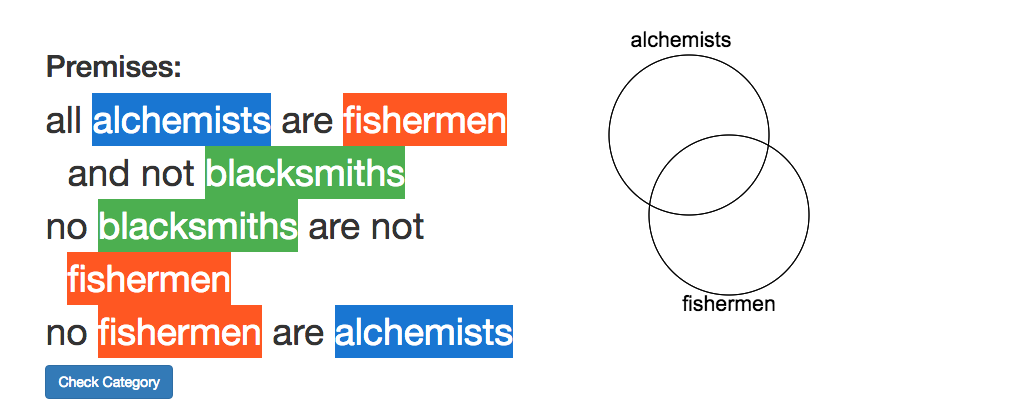 Premises:
all alchemists are fishermen
and not blacksmiths
no blacksmiths are not
fishermen
no fishermen are alchemists
Check Category
alchemists
fishermen